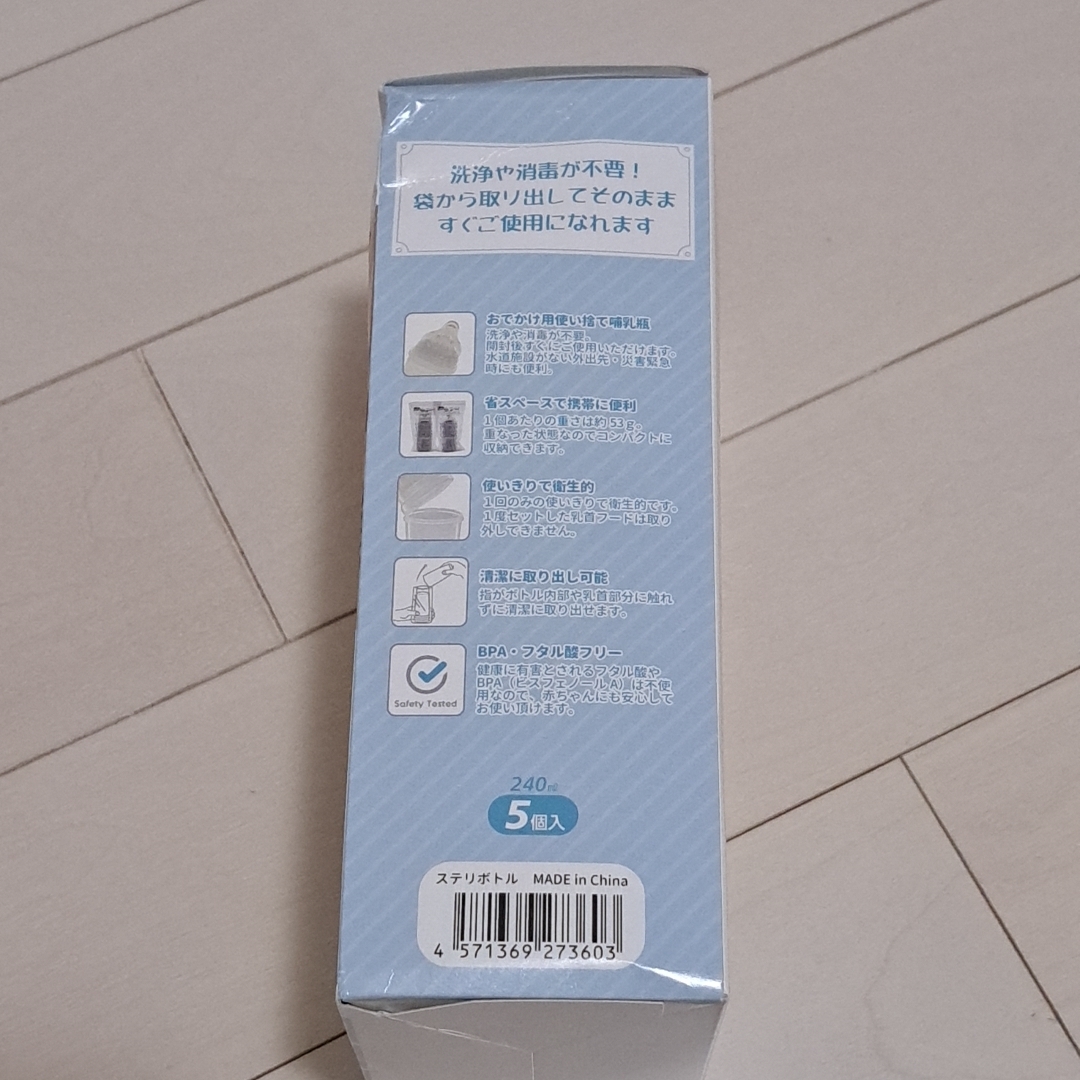 洗浄や消毒が不要！
袋から取り出してそのまま
すぐご使用になれます
おでかけ用使い捨て哺乳瓶
洗浄や消毒が不要。
開封後すぐにご使用いただけます。
水道施設がない外出先・災害緊急
時にも便利。
省スペースで携帯に便利
1個あたりの重さは約53g。
重なった状態なのでコンパクトに
収納できます。
使いきりで衛生的
1回のみの使いきりで衛生的です。
1度セットした乳首フードは取り
外しできません。
清潔に取り出し可能
指がボトル内部や乳首部分に触れ
ずに清潔に取り出せます。
BPA・フタル酸フリー
健康に有害とされるフタル酸や
BPA（ビスフェノールA）は不使
用なので、赤ちゃんにも安心して
お使い頂けます。
Safety Tested
240ml
5個入
ステリボトル MADE in China
4 571369 273603